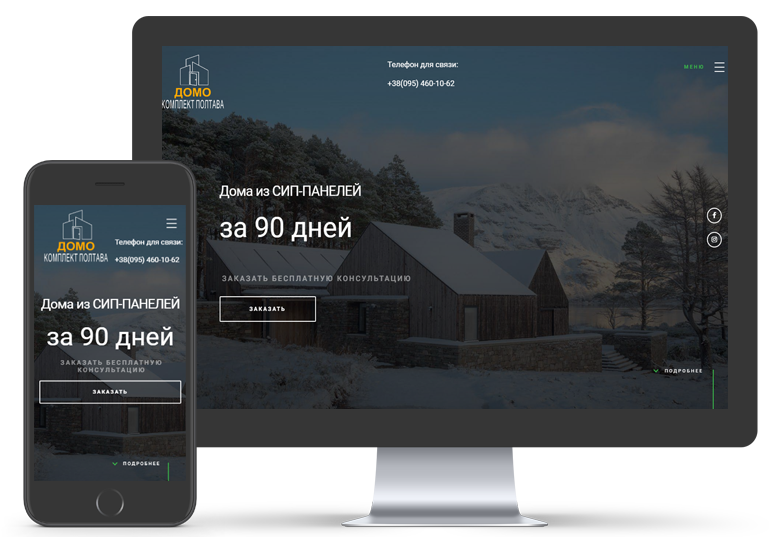 ДОМО
КОМПЛЕКТ ПОЛТАВА
Телефон для связи:
+38(095) 460-10-62
МЕНЮ
Дома из СИП-ПАНЕЛЕЙ
за 90 дней
ЗАКАЗАТЬ БЕСПЛАТНУЮ КОНСУЛЬТАЦИЮ
ЗАКАЗАТЬ
ПОДРОБНЕЕ
ДОМО
КОМПЛЕКТ ПОЛТАВА
Телефон для связи:
+38(095) 460-10-62
Дома из СИП-ПАНЕЛЕЙ
за 90 дней
ЗАКАЗАТЬ БЕСПЛАТНУЮ
КОНСУЛЬТАЦИЮ
ЗАКАЗАТЬ
ПОДРОБНЕЕ